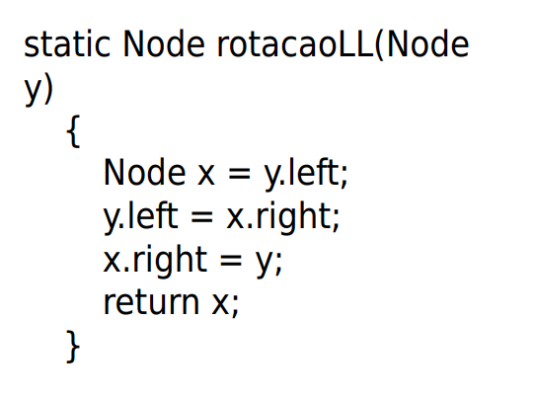 static Node rotacaoLL(Node
y)
{
Node x = y.left;
y.left = x.right;
x.right = y;
return x;
}